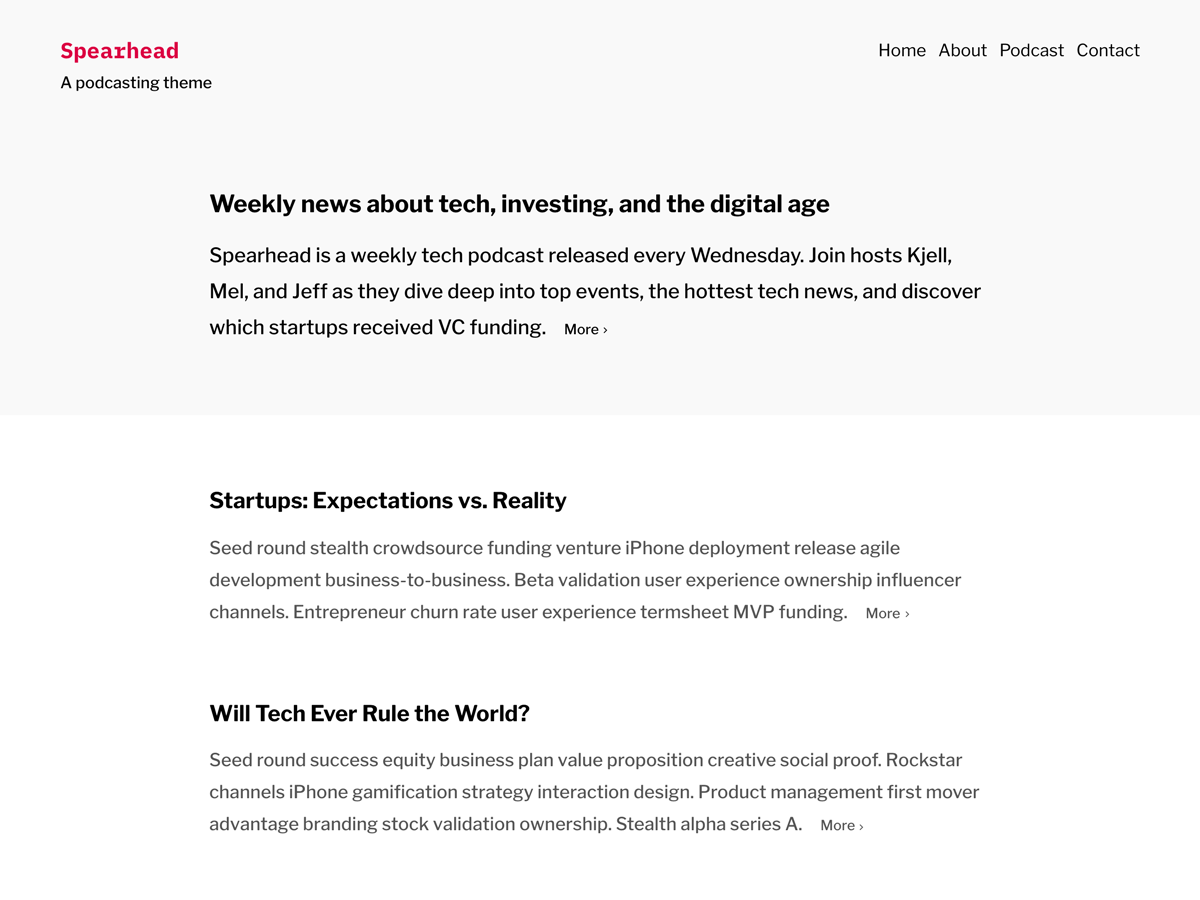 Spearhead
Home About Podcast Contact
A podcasting theme
Weekly news about tech, investing, and the digital age
Spearhead is a weekly tech podcast released every Wednesday. Join hosts Kjell,
Mel, and Jeff as they dive deep into top events, the hottest tech news, and discover
which startups received VC funding. More ›
Startups: Expectations vs. Reality
Seed round stealth crowdsource funding venture iPhone deployment release agile
development business-to-business. Beta validation user experience ownership influencer
channels. Entrepreneur churn rate user experience termsheet MVP funding. More ›
Will Tech Ever Rule the World?
Seed round success equity business plan value proposition creative social proof. Rockstar
channels iPhone gamification strategy interaction design. Product management first mover
advantage branding stock validation ownership. Stealth alpha series A. More ›